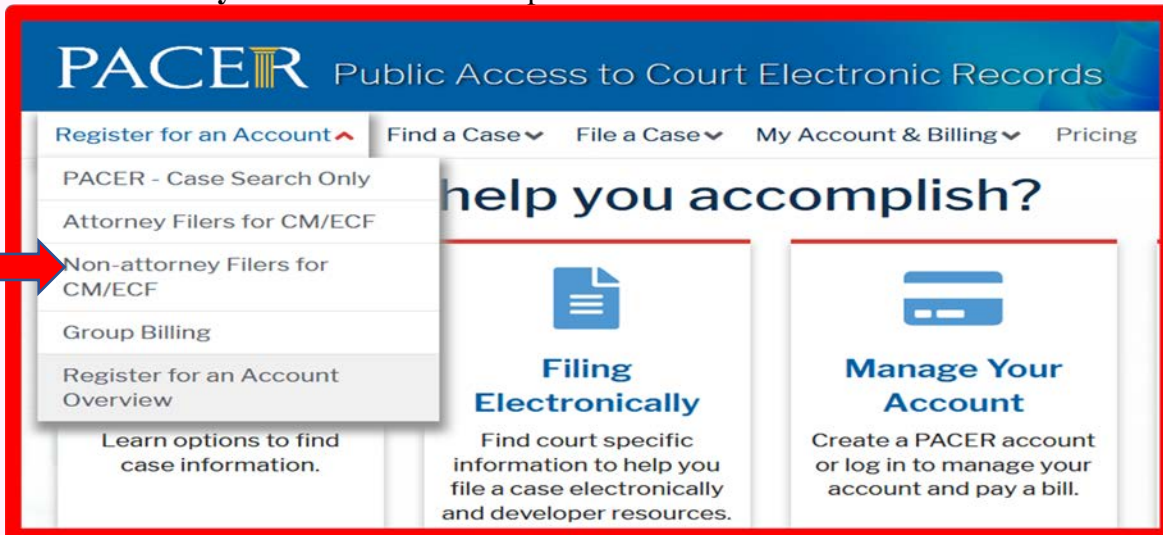 PACER Public Access to Court Electronic Records
Register for an Account Find a Case File a Case My Account & Billing Pricing
PACER - Case Search Only
Attorney Filers for CM/ECF
Non-attorney Filers for
CM/ECF
Group Billing
Register for an Account
Overview
help you accomplish?
Learn options to find
case information.
Filing
Electronically
Find court specific
information to help you
file a case electronically
and developer resources.
Manage Your
Account
Create a PACER account
or log in to manage your
account and pay a bill.